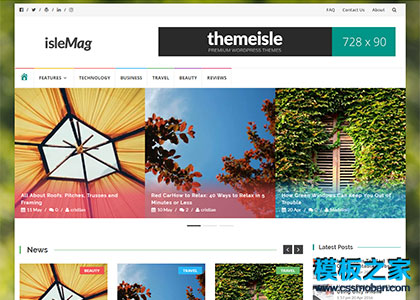 FAQ Contact Us About
isleMag
themeisle
PREMIUM WORDPRESS THEMES
728 x 90
FEATURES TECHNOLOGY BUSINESS TRAVEL BEAUTY REVIEWS
All About Roofs, Pitches, Trusses and Framing
11 May 0 cristian
Red CarHow to Relax: 40 Ways to Relax in 5 Minutes or Less
10 May 2 cristian
How Green Windows Can Keep You Out of Trouble
20 Apr 0
News
Latest Posts
BEAUTY
TRAVEL
TRAVEL
模板之家
www.cssmoban.com